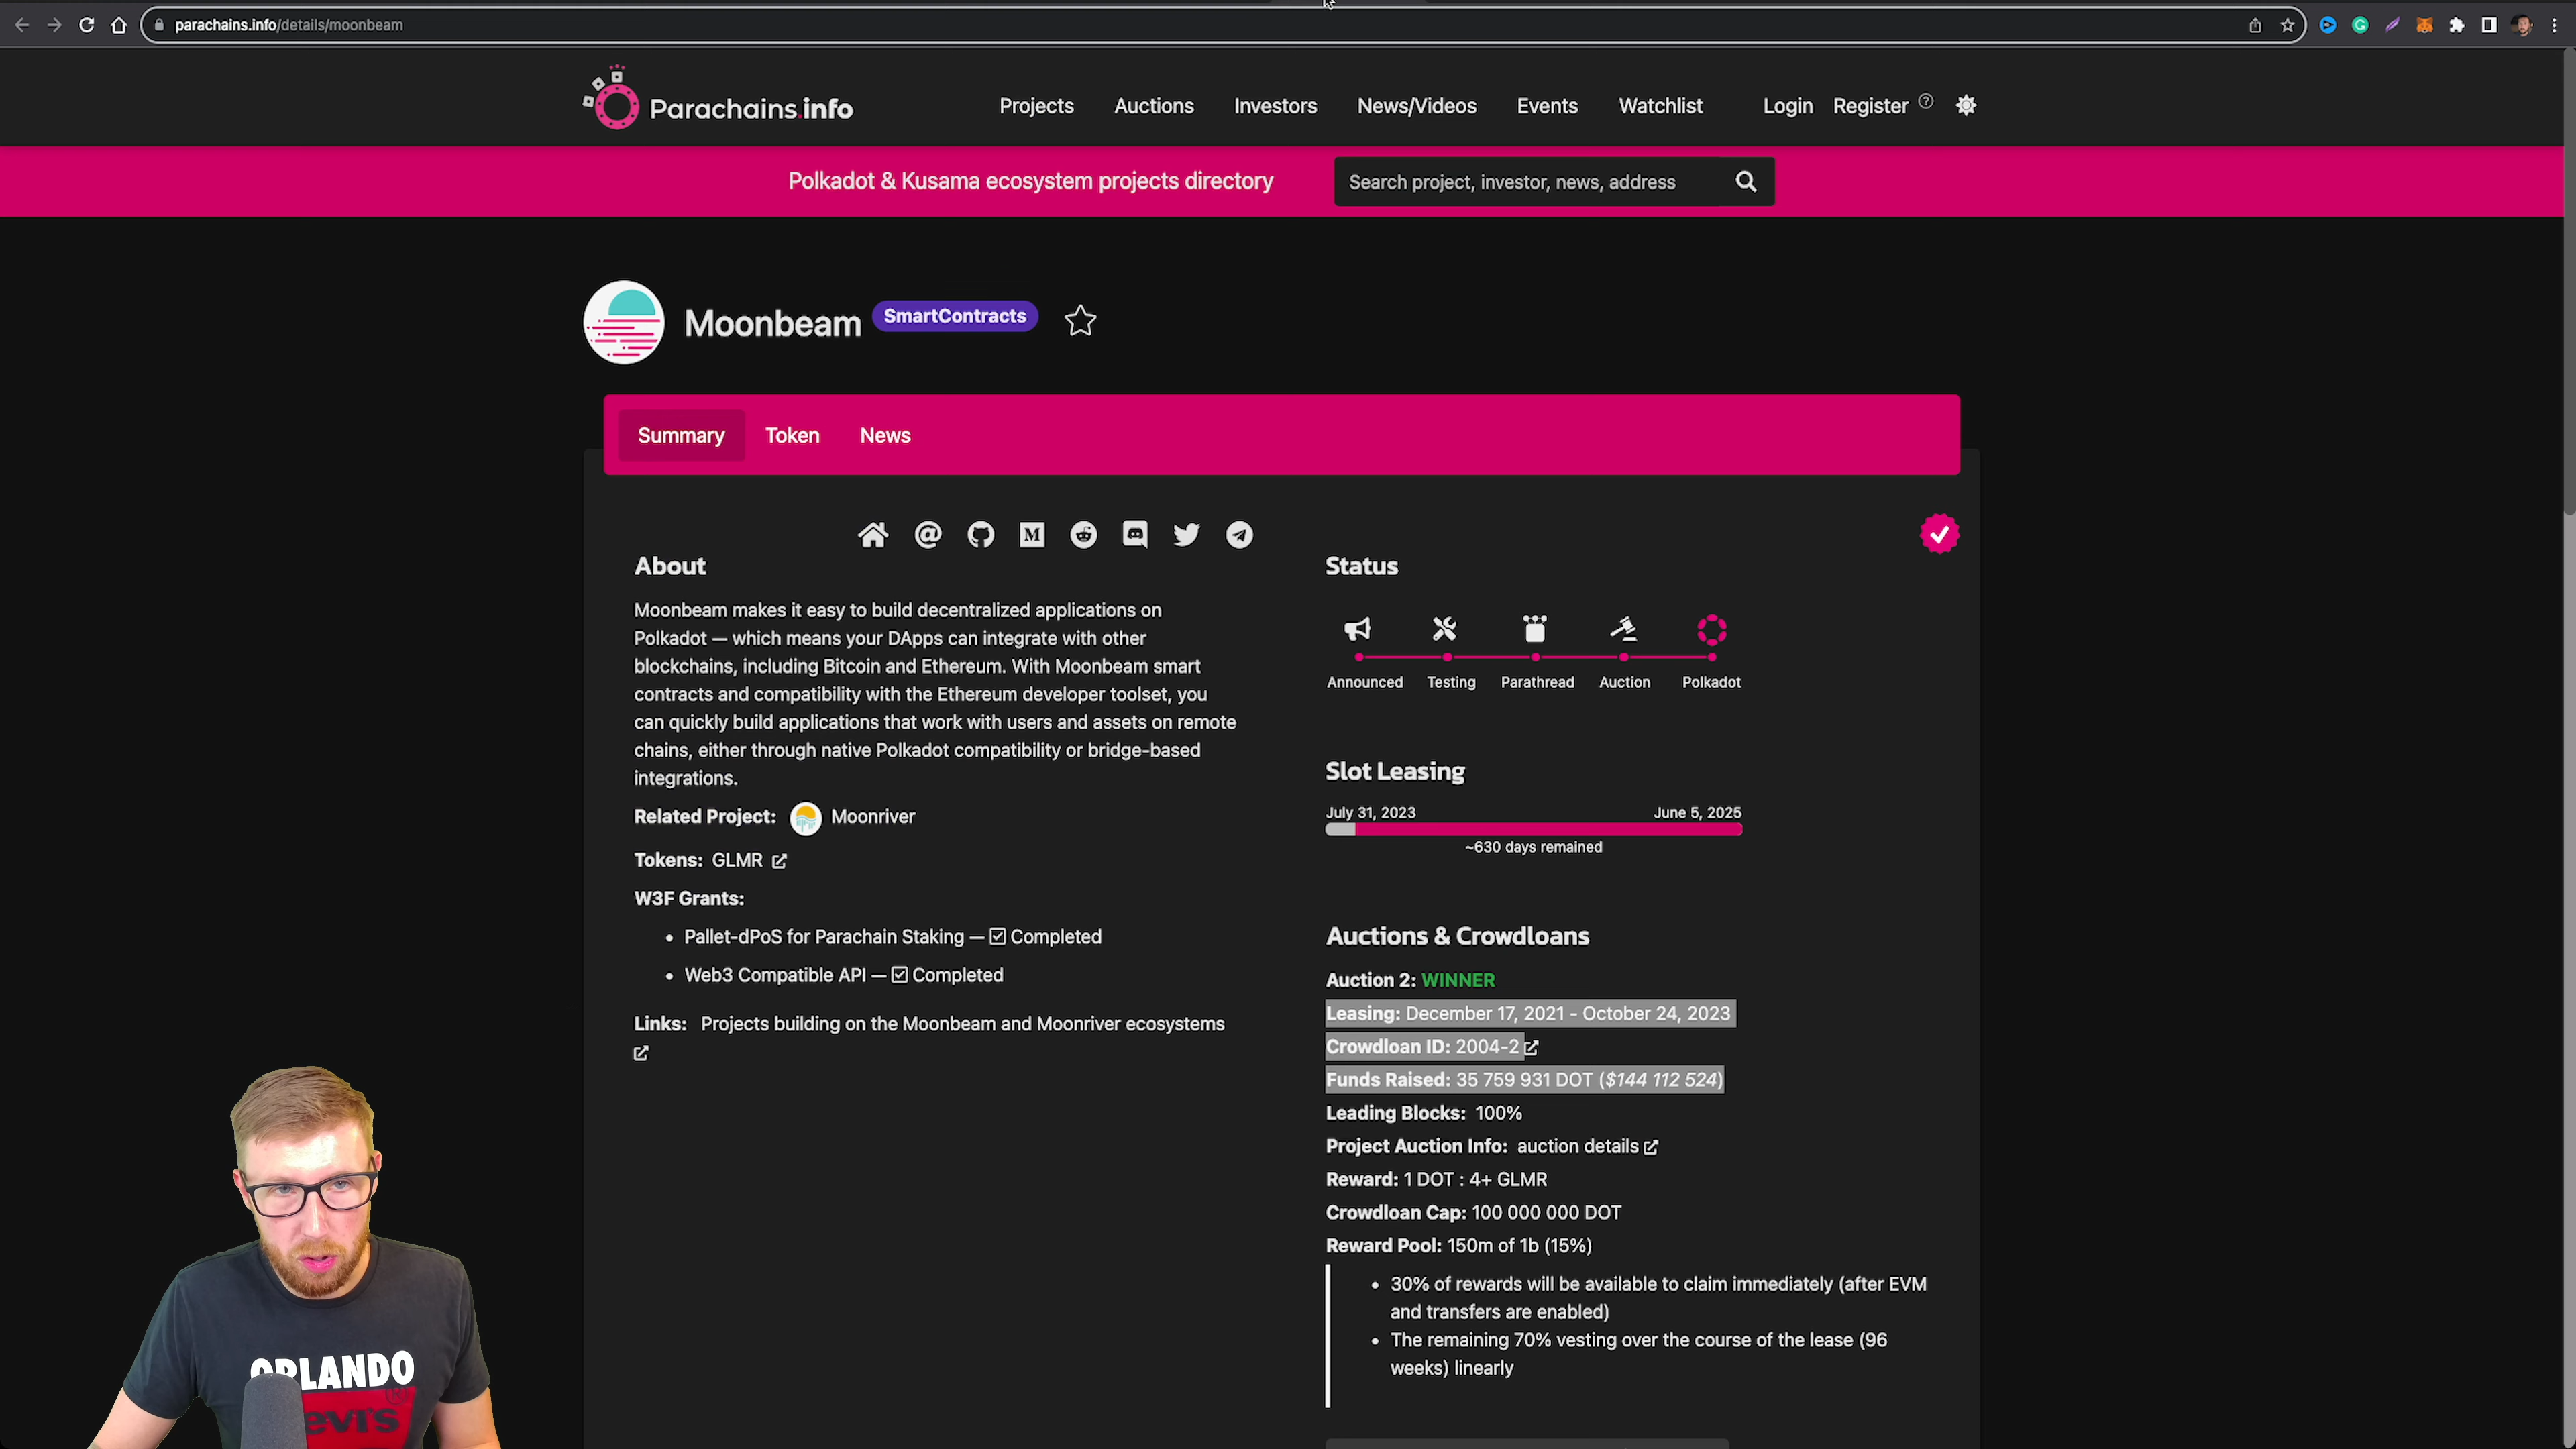 parachains.info/details/moonbeam
Parachains.info
Projects Auctions Investors News/Videos Events Watchlist Login Register
Polkadot & Kusama ecosystem projects directory
Search project, investor, news, address
Moonbeam
SmartContracts
Summary Token News
About
Moonbeam makes it easy to build decentralized applications on
Polkadot — which means your DApps can integrate with other
blockchains, including Bitcoin and Ethereum. With Moonbeam smart
contracts and compatibility with the Ethereum developer toolset, you
can quickly build applications that work with users and assets on remote
chains, either through native Polkadot compatibility or bridge-based
integrations.
Related Project: Moonriver
Tokens: GLMR
W3F Grants:
• Pallet-dPoS for Parachain Staking — ☑ Completed
• Web3 Compatible API — ☑ Completed
Links: Projects building on the Moonbeam and Moonriver ecosystems
Status
Announced Testing Parathread Auction Polkadot
Slot Leasing
July 31, 2023 June 5, 2025
~630 days remained
Auctions & Crowdloans
Auction 2: WINNER
Leasing: December 17, 2021 - October 24, 2023
Crowdloan ID: 2004-2
Funds Raised: 35 759 931 DOT ($144 112 524)
Leading Blocks: 100%
Project Auction Info: auction details
Reward: 1 DOT : 4+ GLMR
Crowdloan Cap: 100 000 000 DOT
Reward Pool: 150m of 1b (15%)
• 30% of rewards will be available to claim immediately (after EVM
and transfers are enabled)
• The remaining 70% vesting over the course of the lease (96
weeks) linearly
ORLANDO